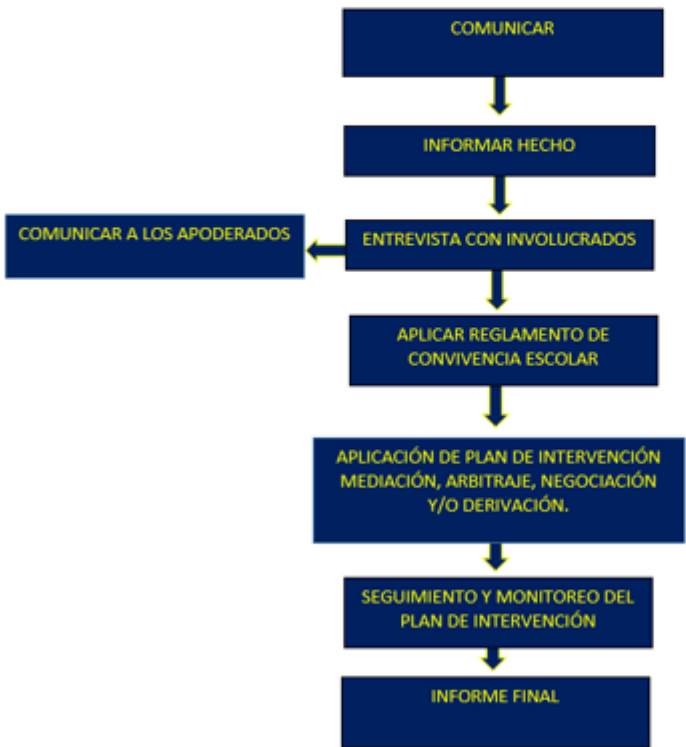 COMUNICAR
INFORMAR HECHO
COMUNICAR A LOS APODERADOS
ENTREVISTA CON INVOLUCRADOS
APLICAR REGLAMENTO DE
CONVIVENCIA ESCOLAR
APLICACIÓN DE PLAN DE INTERVENCIÓN
MEDIACIÓN, ARBITRAJE, NEGOCIACIÓN
Y/O DERIVACIÓN.
SEGUIMIENTO Y MONITOREO DEL
PLAN DE INTERVENCIÓN
INFORME FINAL